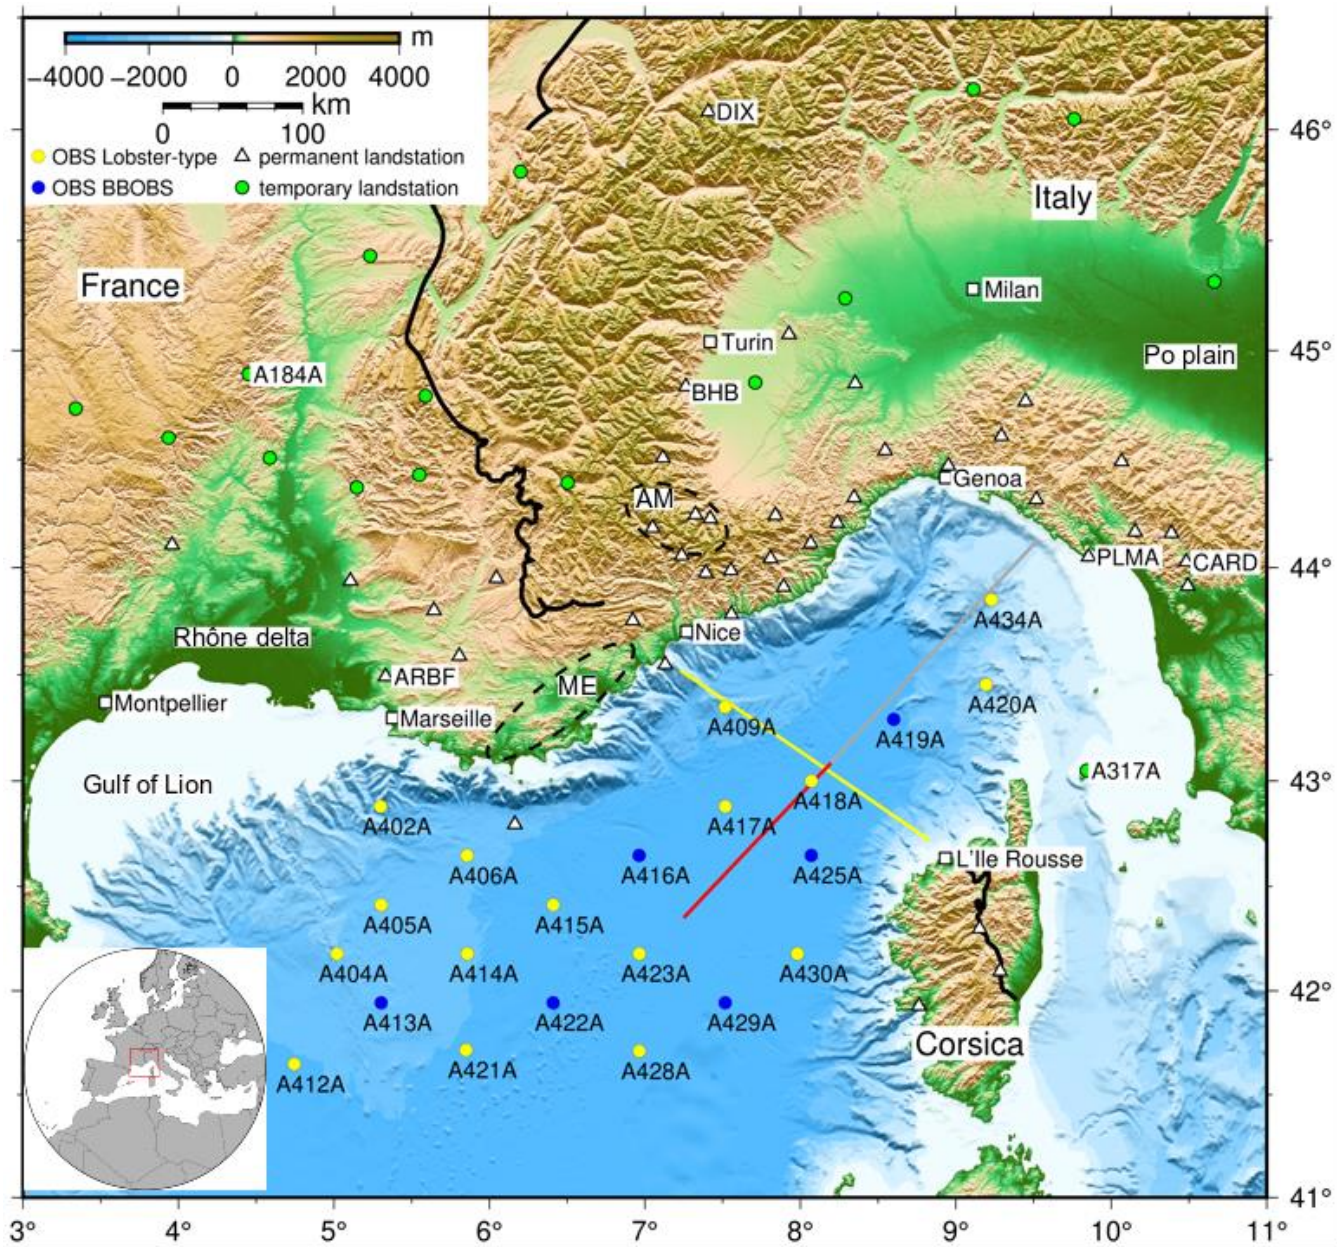 m
−4000 −2000 0 2000 4000
km
0 100
OBS Lobster-type
permanent landstation
OBS BBOBS
temporary landstation
DIX
46°
Italy
France
Milan
Turin
Po plain
45°
A184A
BHB
AM
Genoa
PLMA
CARD
44°
A434A
Rhône delta
Nice
ARBF
ME
Montpellier
Marseille
A420A
A409A
A419A
Gulf of Lion
A317A
43°
A418A
A402A
A417A
L'Ile Rousse
A406A
A416A
A425A
A405A
A415A
A404A
A414A
A423A
A430A
42°
A413A
A422A
A429A
Corsica
A412A
A421A
A428A
41°
3° 4° 5° 6° 7° 8° 9° 10° 11°